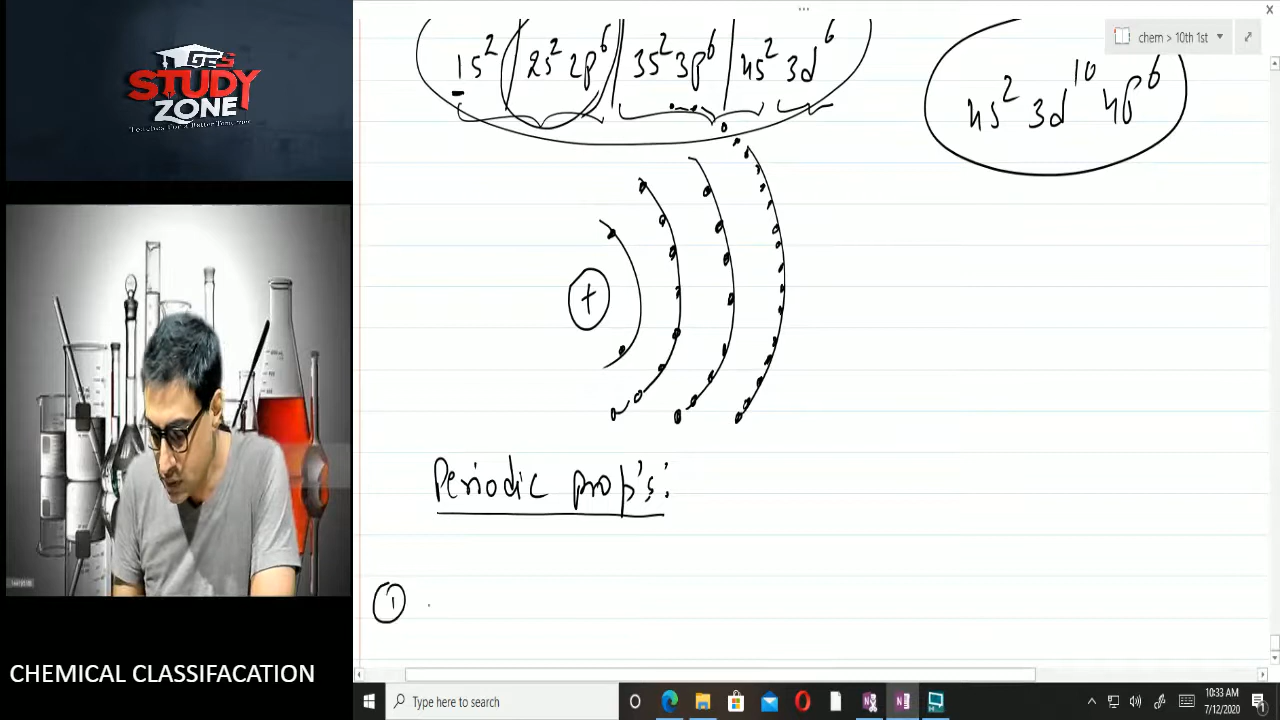 GES
STUDY
ZONE
CHEMICAL CLASSIFACATION
1s² 2s² 2p⁶ 3s² 3p⁶ 4s² 3d⁶
4s² 3d¹⁰ 4p⁶
+
Periodic prop's:
1
chem > 10th 1st
Type here to search
10:33 AM
7/12/2020